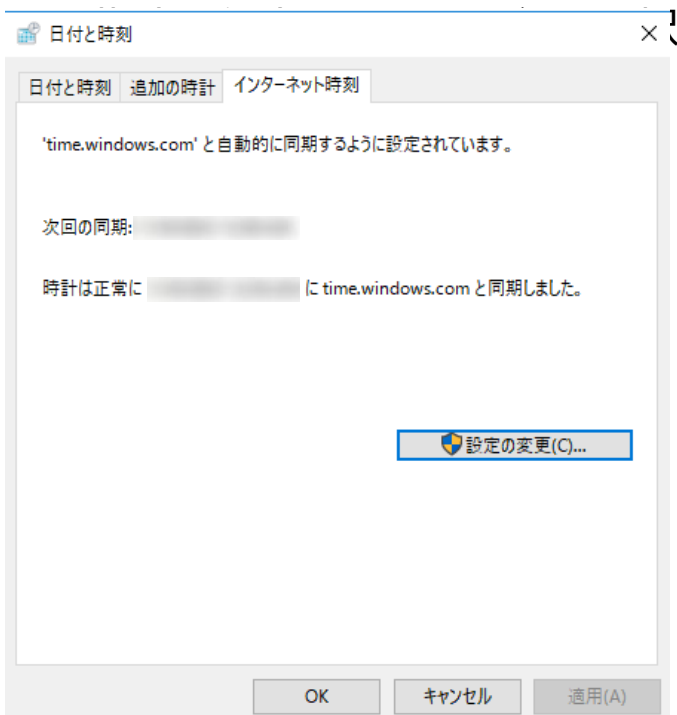 日付と時刻
日付と時刻 追加の時計 インターネット時刻
'time.windows.com' と自動的に同期するように設定されています。
次回の同期:
時計は正常に に time.windows.com と同期しました。
設定の変更(C)...
OK キャンセル 適用(A)